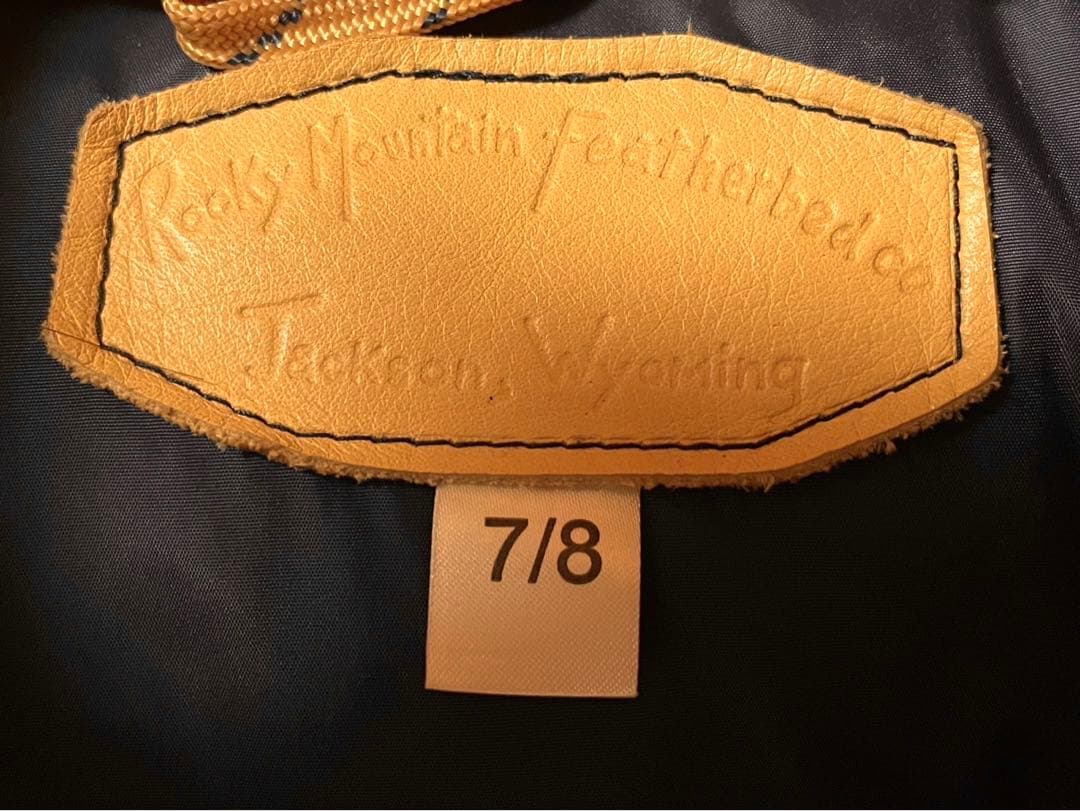 Rocky Mountain Featherbed co
Jackson, Wyoming
7/8